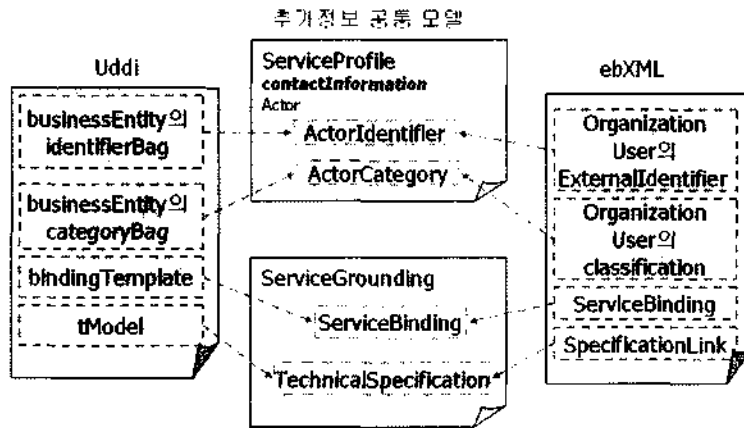 추가정보 공통 모델
Uddi
businessEntity의
identifierBag
businessEntity의
categoryBag
bindingTemplate
tModel
ServiceProfile
contactInformation
Actor
ActorIdentifier
ActorCategory
ServiceGrounding
ServiceBinding
TechnicalSpecification
ebXML
Organization
User의
ExternalIdentifier
Organization
User의
classification
ServiceBinding
SpecificationLink